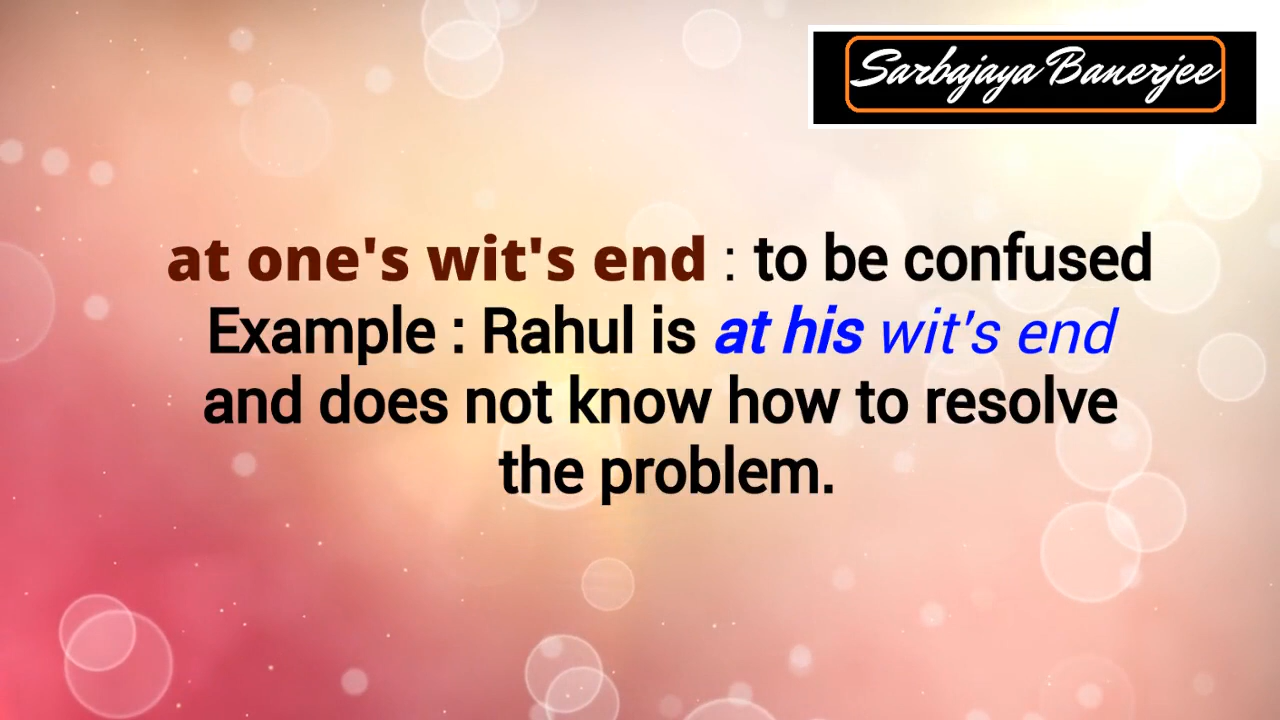 Sarbajaya Banerjee
at one's wit's end : to be confused
Example : Rahul is at his wit's end
and does not know how to resolve
the problem.